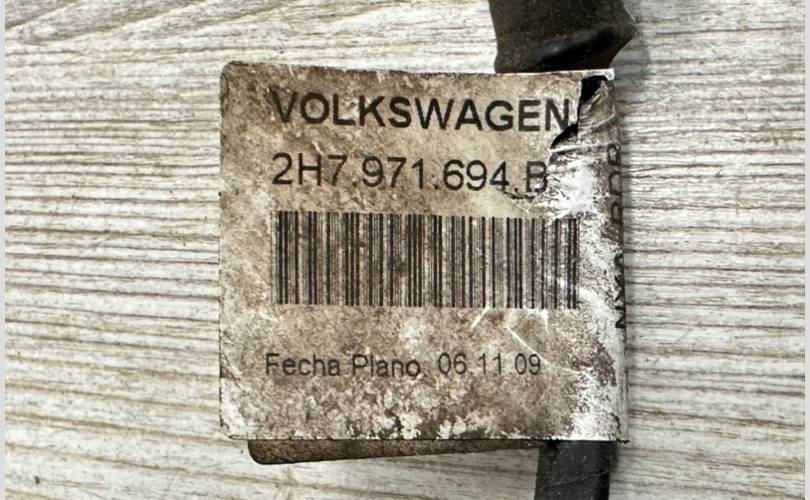 VOLKSWAGEN
2H7.971.694.B
Fecha Plano 06 11 09